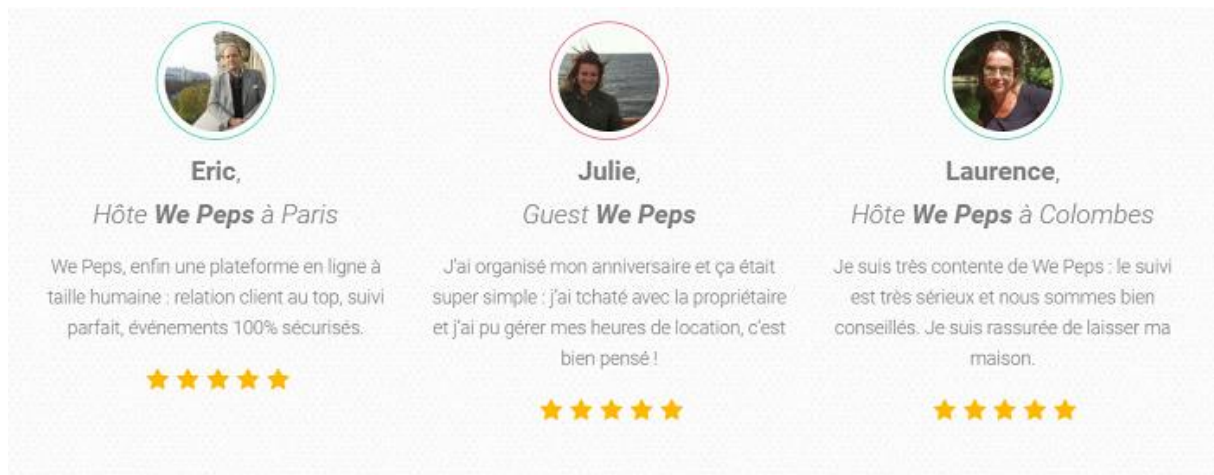 Eric,
Hôte We Peps à Paris
We Peps, enfin une plateforme en ligne à
taille humaine : relation client au top, suivi
parfait, événements 100% sécurisés.
Julie,
Guest We Peps
J'ai organisé mon anniversaire et ça était
super simple : j'ai tchaté avec la propriétaire
et j'ai pu gérer mes heures de location, c'est
bien pensé !
Laurence,
Hôte We Peps à Colombes
Je suis très contente de We Peps : le suivi
est très sérieux et nous sommes bien
conseillés. Je suis rassurée de laisser ma
maison.